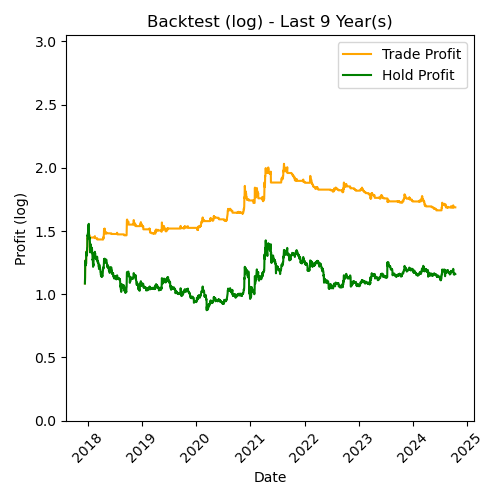 Backtest (log) - Last 9 Year(s)
Trade Profit
Hold Profit
Profit (log)
3.0
2.5
2.0
1.5
1.0
0.5
0.0
2018 2019 2020 2021 2022 2023 2024 2025
Date